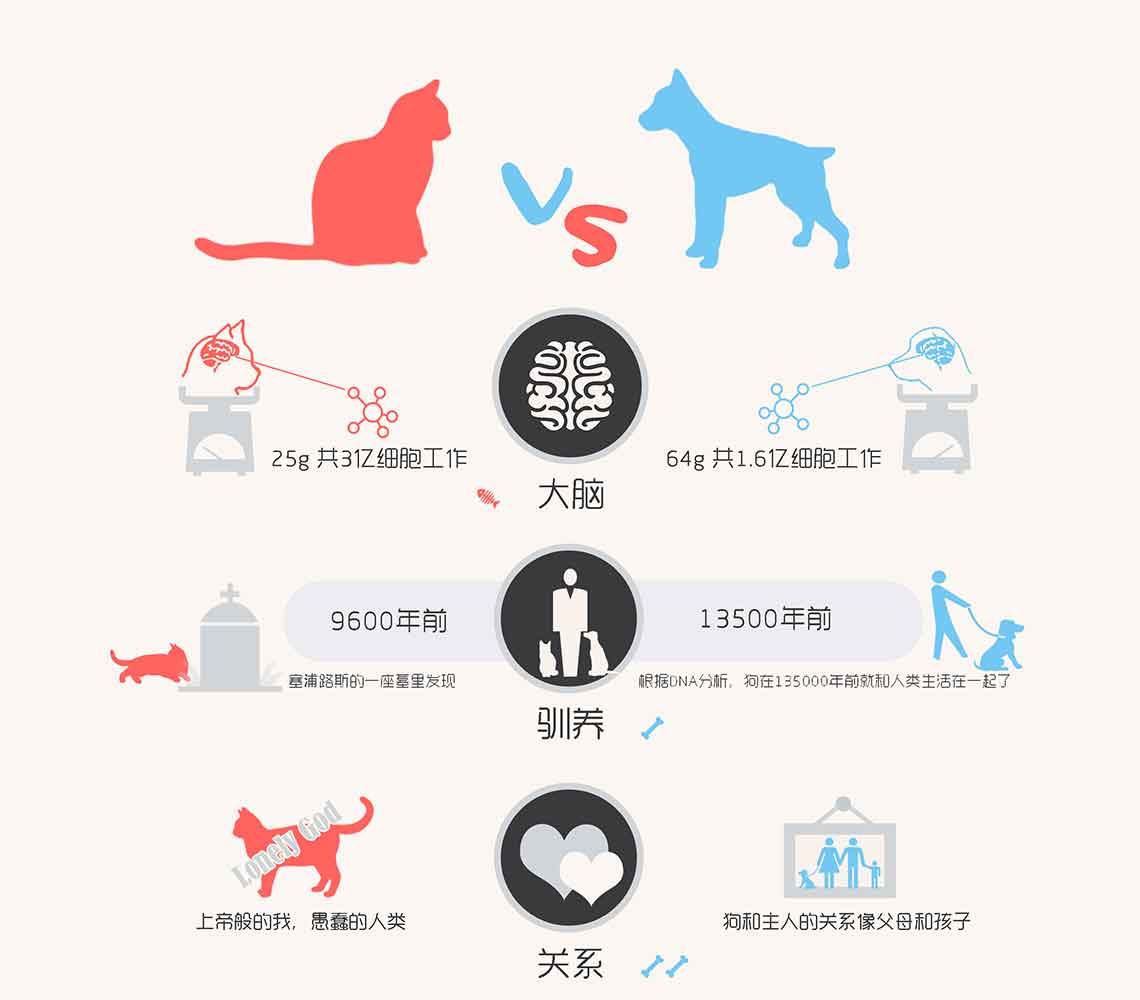 VS
25g 共3亿细胞工作
64g 共1.6亿细胞工作
大脑
9600年前
13500年前
塞浦路斯的一座墓里发现
根据DNA分析，狗在135000年前就和人类生活在一起了
驯养
Lonely God
上帝般的我，愚蠢的人类
狗和主人的关系像父母和孩子
关系